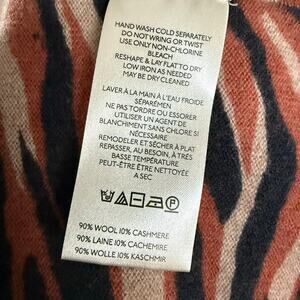 HAND WASH COLD SEPARATELY
DO NOT WRING OR TWIST
USE ONLY NON-CHLORINE
BLEACH
RESHAPE & LAY FLAT TO DRY
LOW IRON AS NEEDED
MAY BE DRY CLEANED
LAVER À LA MAIN À L'EAU FROIDE
SÉPARÉMEN
NE PAS TORDRE OU ESSORER
UTILISER UN AGENT DE
BLANCHIMENT SANS CHLORE SI
NÉCESSAIRE
REMODELER ET SÉCHER À PLAT
REPASSER, AU BESOIN, À TRÈS
BASSE TEMPÉRATURE
PEUT-ÊTRE ÊTRE NETTOYÉE
A SEC
P
90% WOOL 10% CASHMERE
90% LAINE 10% CACHEMIRE
90% WOLLE 10% KASCHMIR